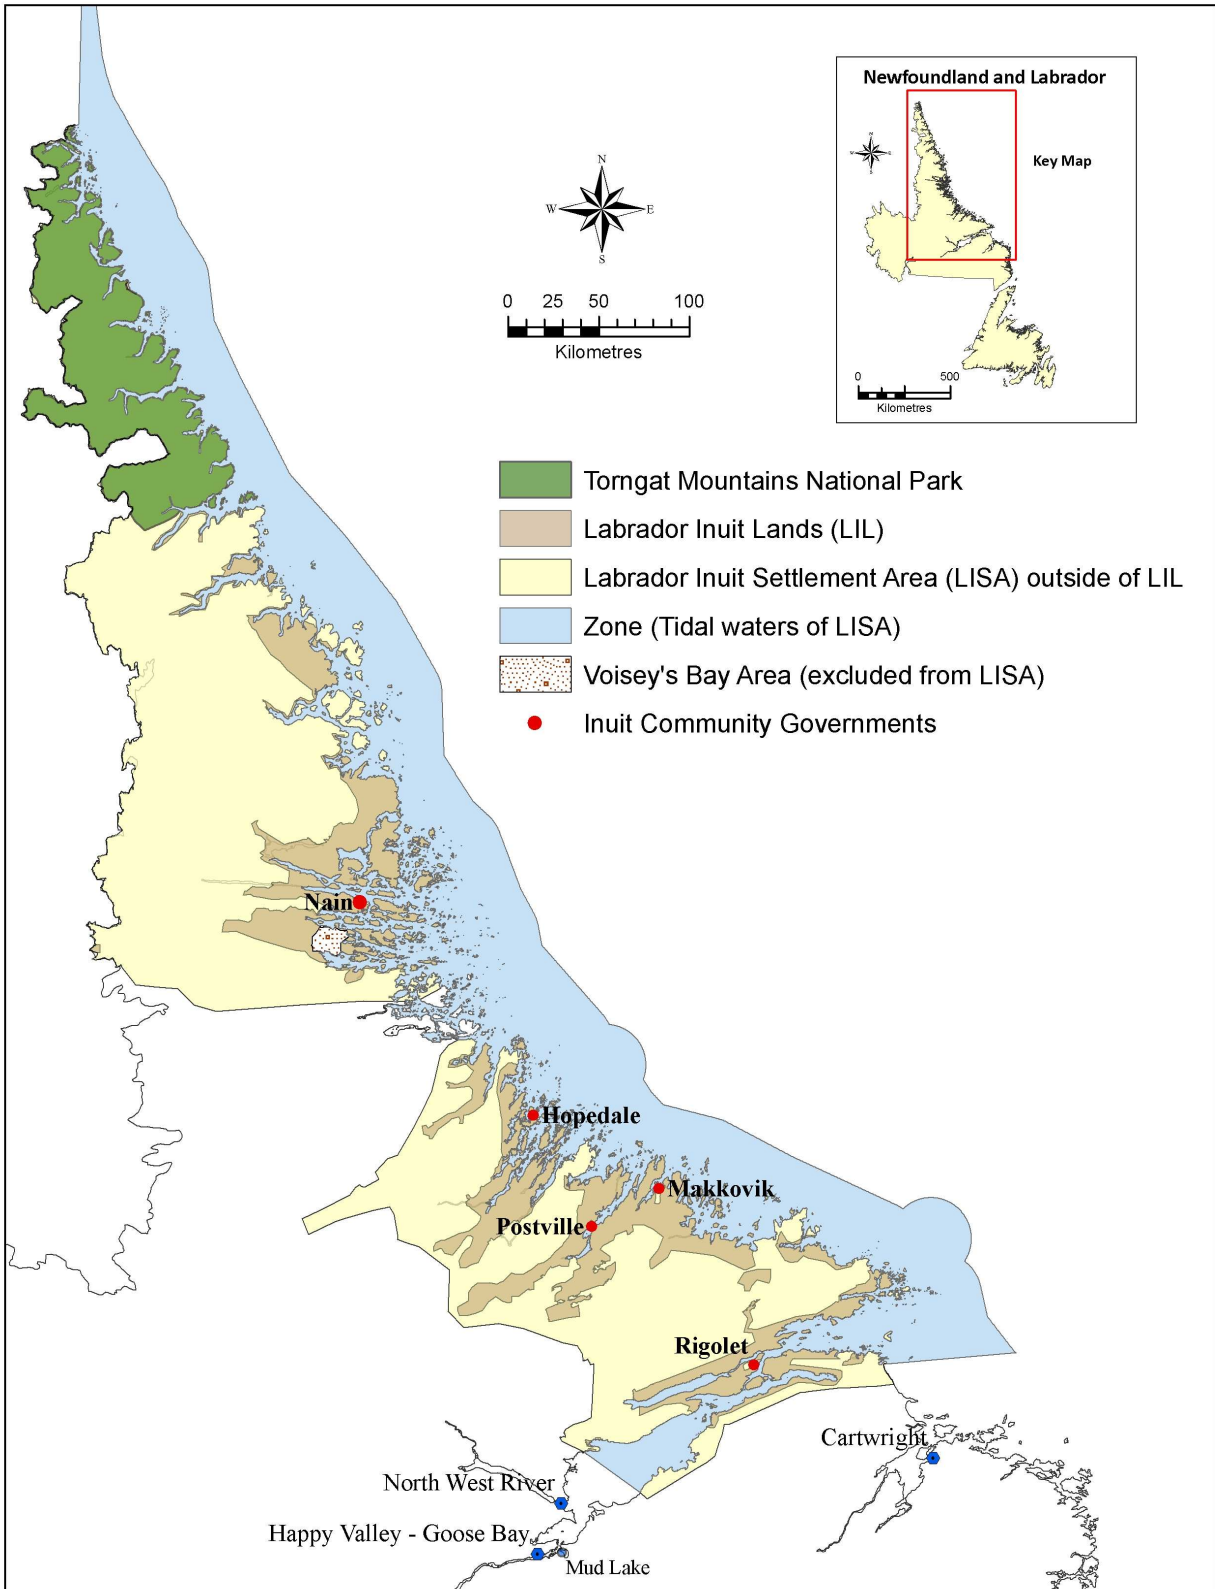 Newfoundland and Labrador
N
Key Map
N
W E
S
0 25 50 100
Kilometres
0 500
Kilometres
Torngat Mountains National Park
Labrador Inuit Lands (LIL)
Labrador Inuit Settlement Area (LISA) outside of LIL
Zone (Tidal waters of LISA)
Voisey's Bay Area (excluded from LISA)
Inuit Community Governments
Nain
Hopedale
Makkovik
Postville
Rigolet
Cartwright
North West River
Happy Valley - Goose Bay
Mud Lake